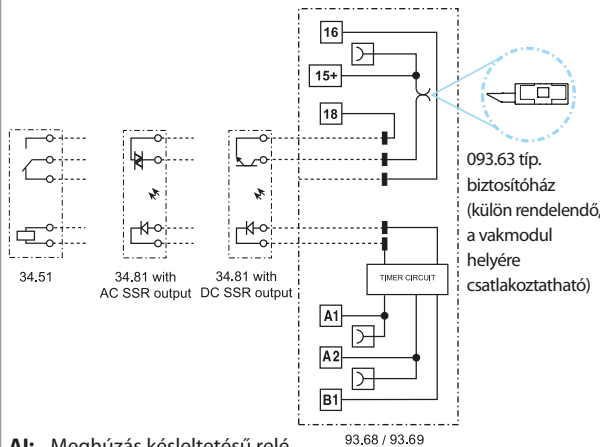 16
15+
18
093.63 típ.
biztosítóház
(külön rendelendő,
a vakmodul
helyére
csatlakoztatható)
34.51
34.81 with
AC SSR output
34.81 with
DC SSR output
TIMER CIRCUIT
A1
A2
B1
93.68 / 93.69
AI: Meghúzás késleltetésű relé